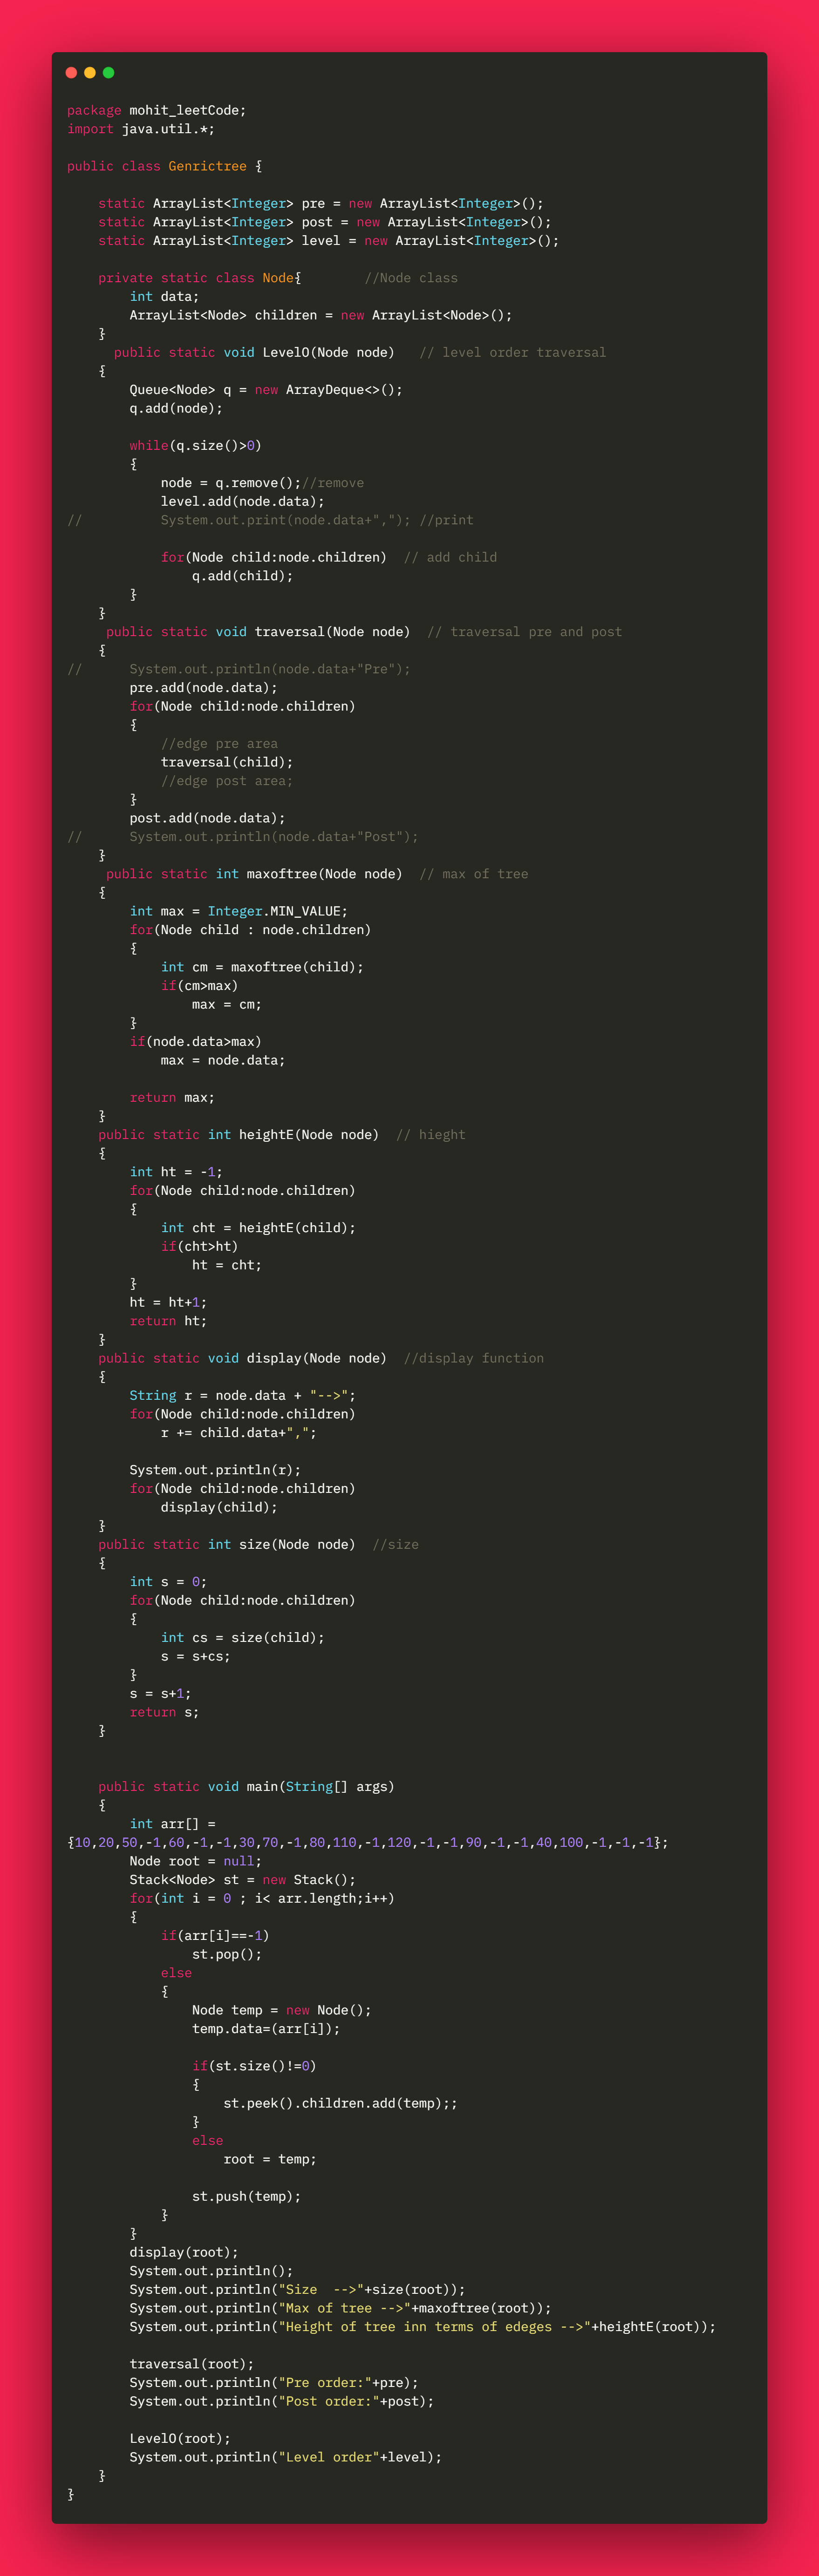 package mohit_leetCode;
import java.util.*;

public class Genrictree {

    static ArrayList<Integer> pre = new ArrayList<Integer>();
    static ArrayList<Integer> post = new ArrayList<Integer>();
    static ArrayList<Integer> level = new ArrayList<Integer>();

    private static class Node{        //Node class
        int data;
        ArrayList<Node> children = new ArrayList<Node>();
    }
      public static void LevelO(Node node)   // level order traversal
    {
        Queue<Node> q = new ArrayDeque<>();
        q.add(node);

        while(q.size()>0)
        {
            node = q.remove();//remove
            level.add(node.data);
//          System.out.print(node.data+","); //print

            for(Node child:node.children)  // add child
                q.add(child);
        }
    }
     public static void traversal(Node node)  // traversal pre and post
    {
//      System.out.println(node.data+"Pre");
        pre.add(node.data);
        for(Node child:node.children)
        {
            //edge pre area
            traversal(child);
            //edge post area;
        }
        post.add(node.data);
//      System.out.println(node.data+"Post");
    }
     public static int maxoftree(Node node)  // max of tree
    {
        int max = Integer.MIN_VALUE;
        for(Node child : node.children)
        {
            int cm = maxoftree(child);
            if(cm>max)
                max = cm;
        }
        if(node.data>max)
            max = node.data;

        return max;
    }
    public static int heightE(Node node)  // hieght
    {
        int ht = -1;
        for(Node child:node.children)
        {
            int cht = heightE(child);
            if(cht>ht)
                ht = cht;
        }
        ht = ht+1;
        return ht;
    }
    public static void display(Node node)  //display function
    {
        String r = node.data + "-->";
        for(Node child:node.children)
            r += child.data+",";

        System.out.println(r);
        for(Node child:node.children)
            display(child);
    }
    public static int size(Node node)  //size
    {
        int s = 0;
        for(Node child:node.children)
        {
            int cs = size(child);
            s = s+cs;
        }
        s = s+1;
        return s;
    }


    public static void main(String[] args)
    {
        int arr[] =
{10,20,50,-1,60,-1,-1,30,70,-1,80,110,-1,120,-1,-1,90,-1,-1,40,100,-1,-1,-1};
        Node root = null;
        Stack<Node> st = new Stack();
        for(int i = 0 ; i< arr.length;i++)
        {
            if(arr[i]==-1)
                st.pop();
            else
            {
                Node temp = new Node();
                temp.data=(arr[i]);

                if(st.size()!=0)
                {
                    st.peek().children.add(temp);;
                }
                else
                    root = temp;

                st.push(temp);
            }
        }
        display(root);
        System.out.println();
        System.out.println("Size  -->"+size(root));
        System.out.println("Max of tree -->"+maxoftree(root));
        System.out.println("Height of tree inn terms of edeges -->"+heightE(root));

        traversal(root);
        System.out.println("Pre order:"+pre);
        System.out.println("Post order:"+post);

        LevelO(root);
        System.out.println("Level order"+level);
    }
}